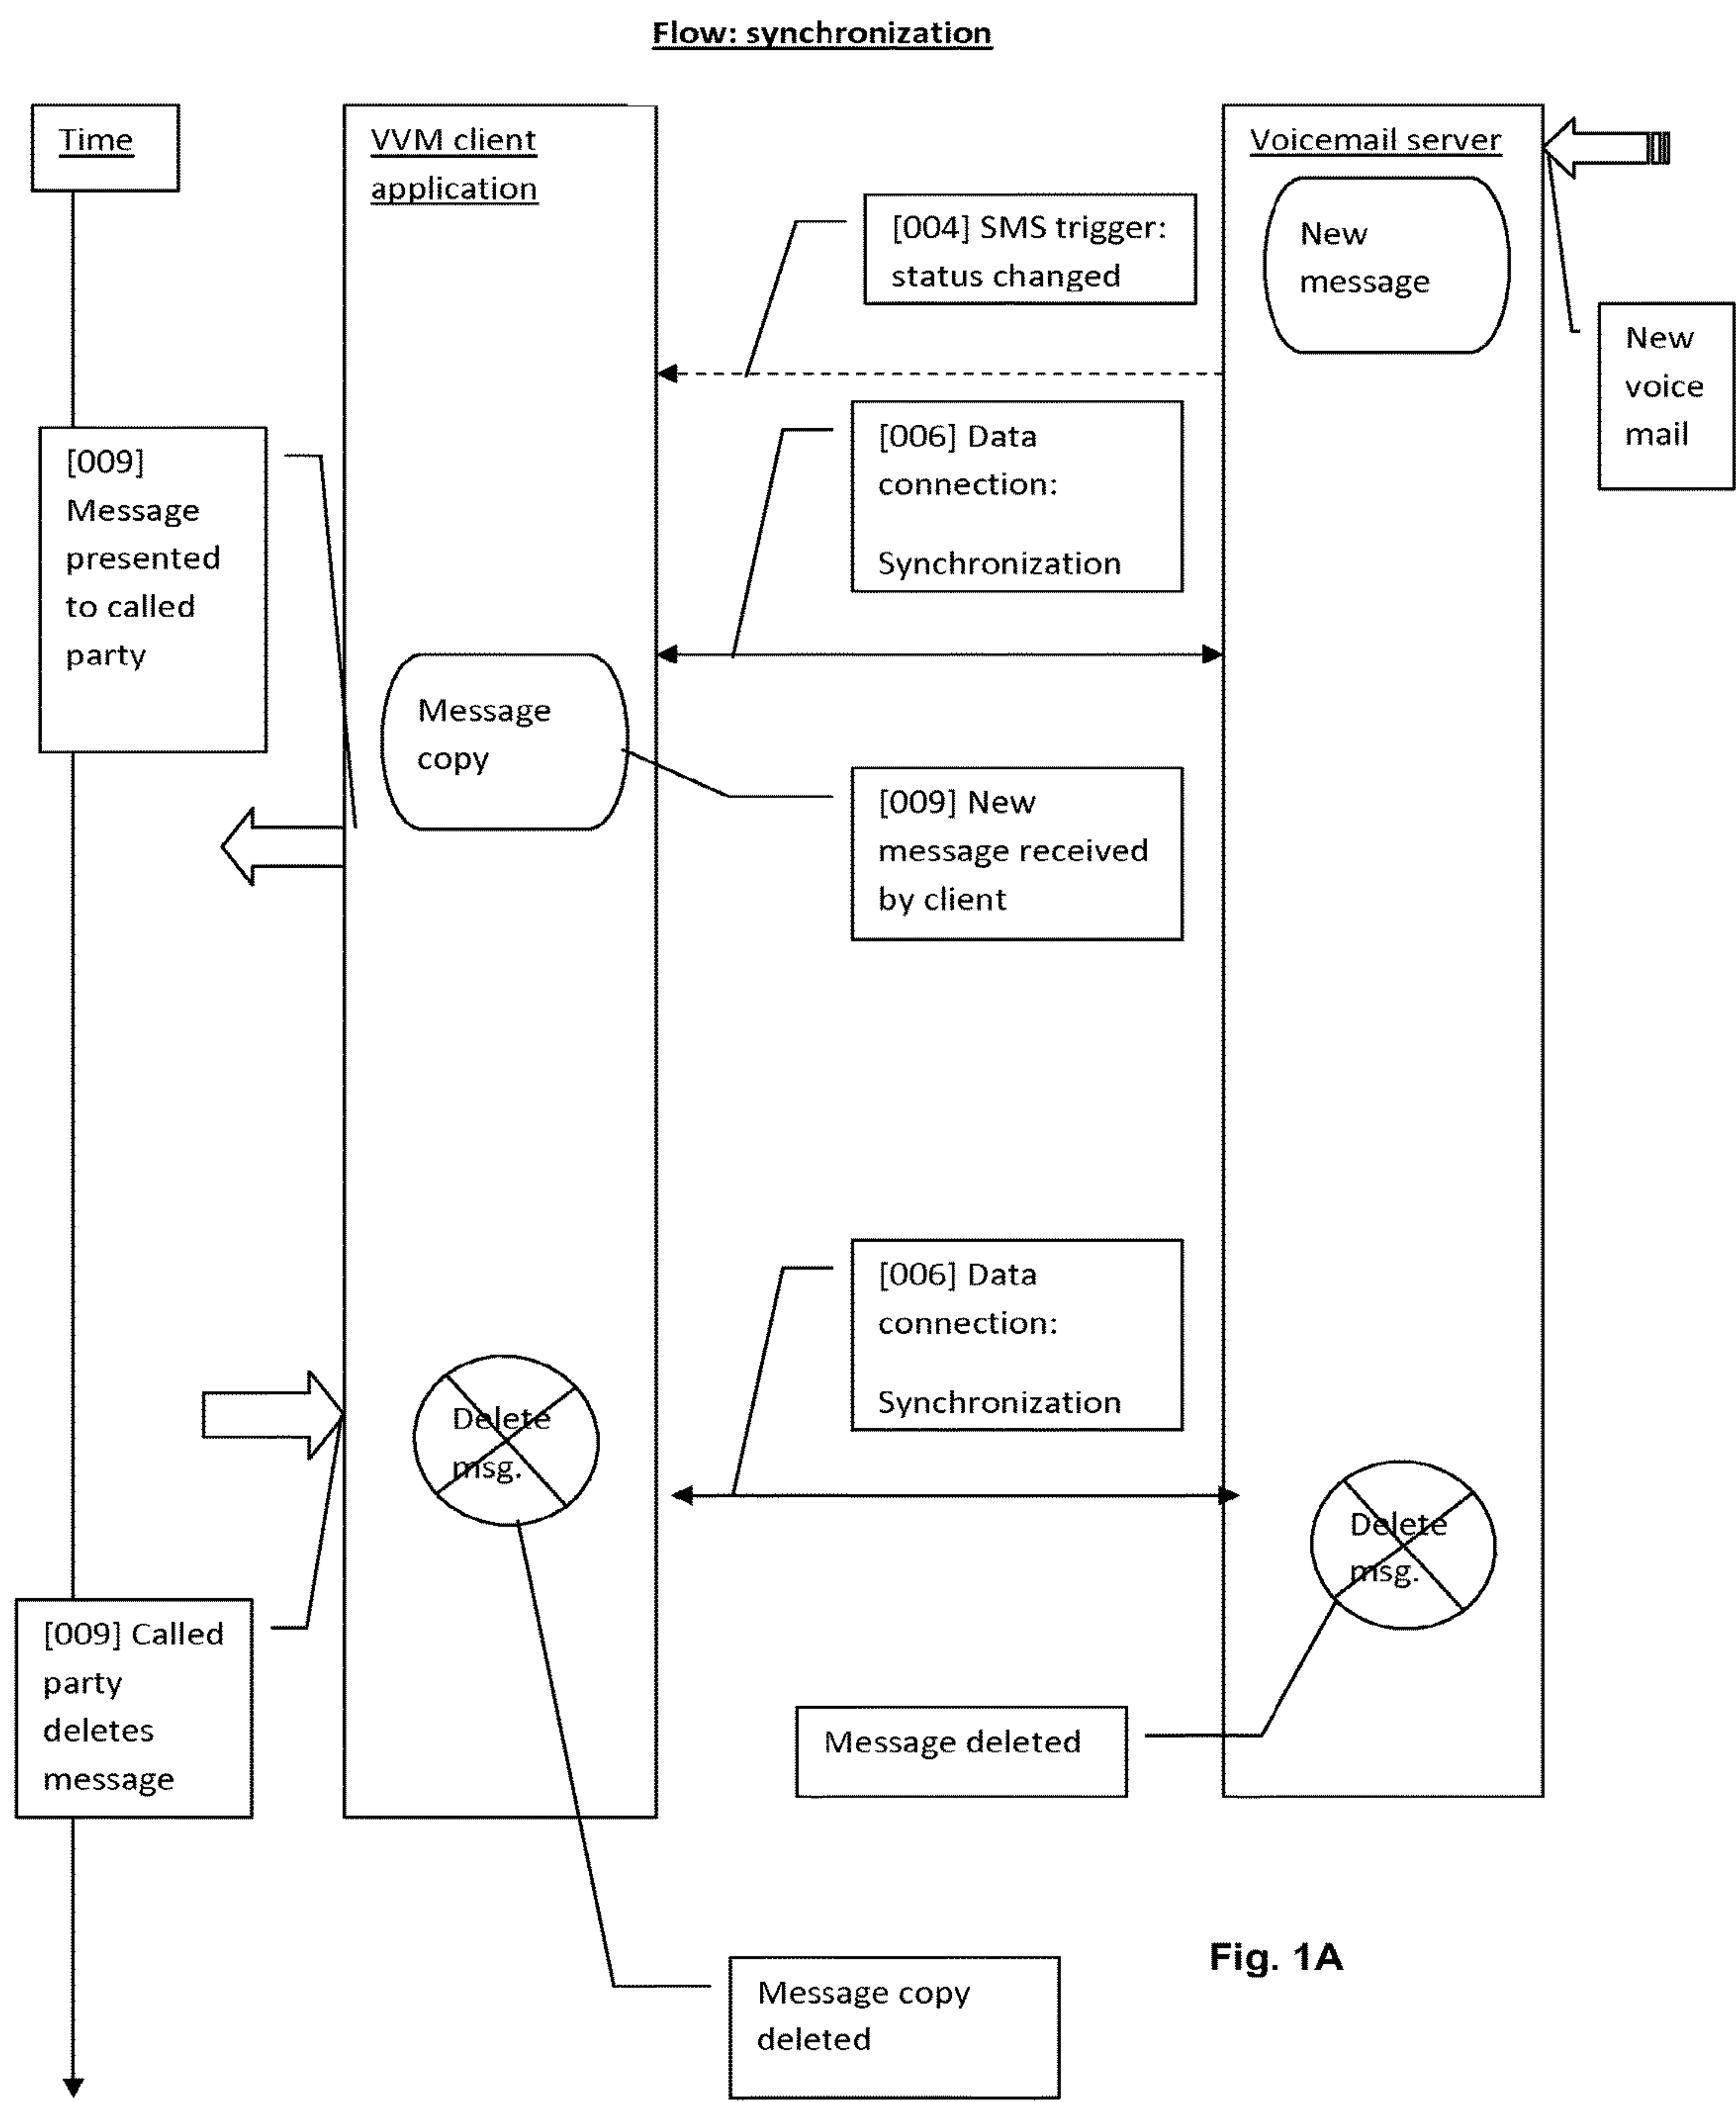 Flow: synchronization
Time
VVM client
application
Voicemail server
[004] SMS trigger:
status changed
New
message
New
voice
mail
[006] Data
connection:
Synchronization
[009]
Message
presented
to called
party
Message
copy
[009] New
message received
by client
[006] Data
connection:
Synchronization
Delete
msg.
Delete
msg.
[009] Called
party
deletes
message
Message deleted
Fig. 1A
Message copy
deleted